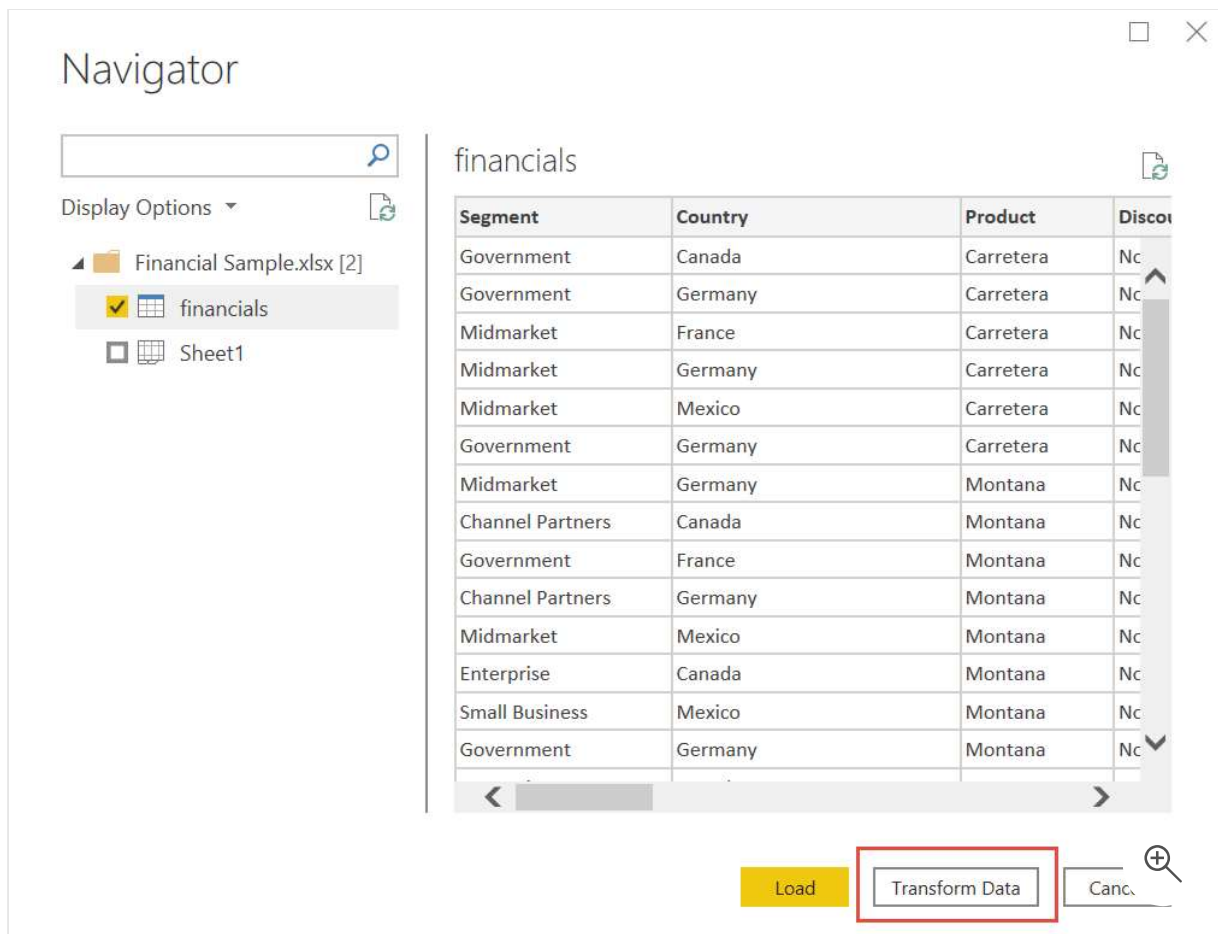 Navigator
Display Options
Financial Sample.xlsx [2]
financials
Sheet1
financials
Segment Country Product
Government Canada Carretera
Government Germany Carretera
Midmarket France Carretera
Midmarket Germany Carretera
Midmarket Mexico Carretera
Government Germany Carretera
Midmarket Germany Montana
Channel Partners Canada Montana
Government France Montana
Channel Partners Germany Montana
Midmarket Mexico Montana
Enterprise Canada Montana
Small Business Mexico Montana
Government Germany Montana
Load Transform Data